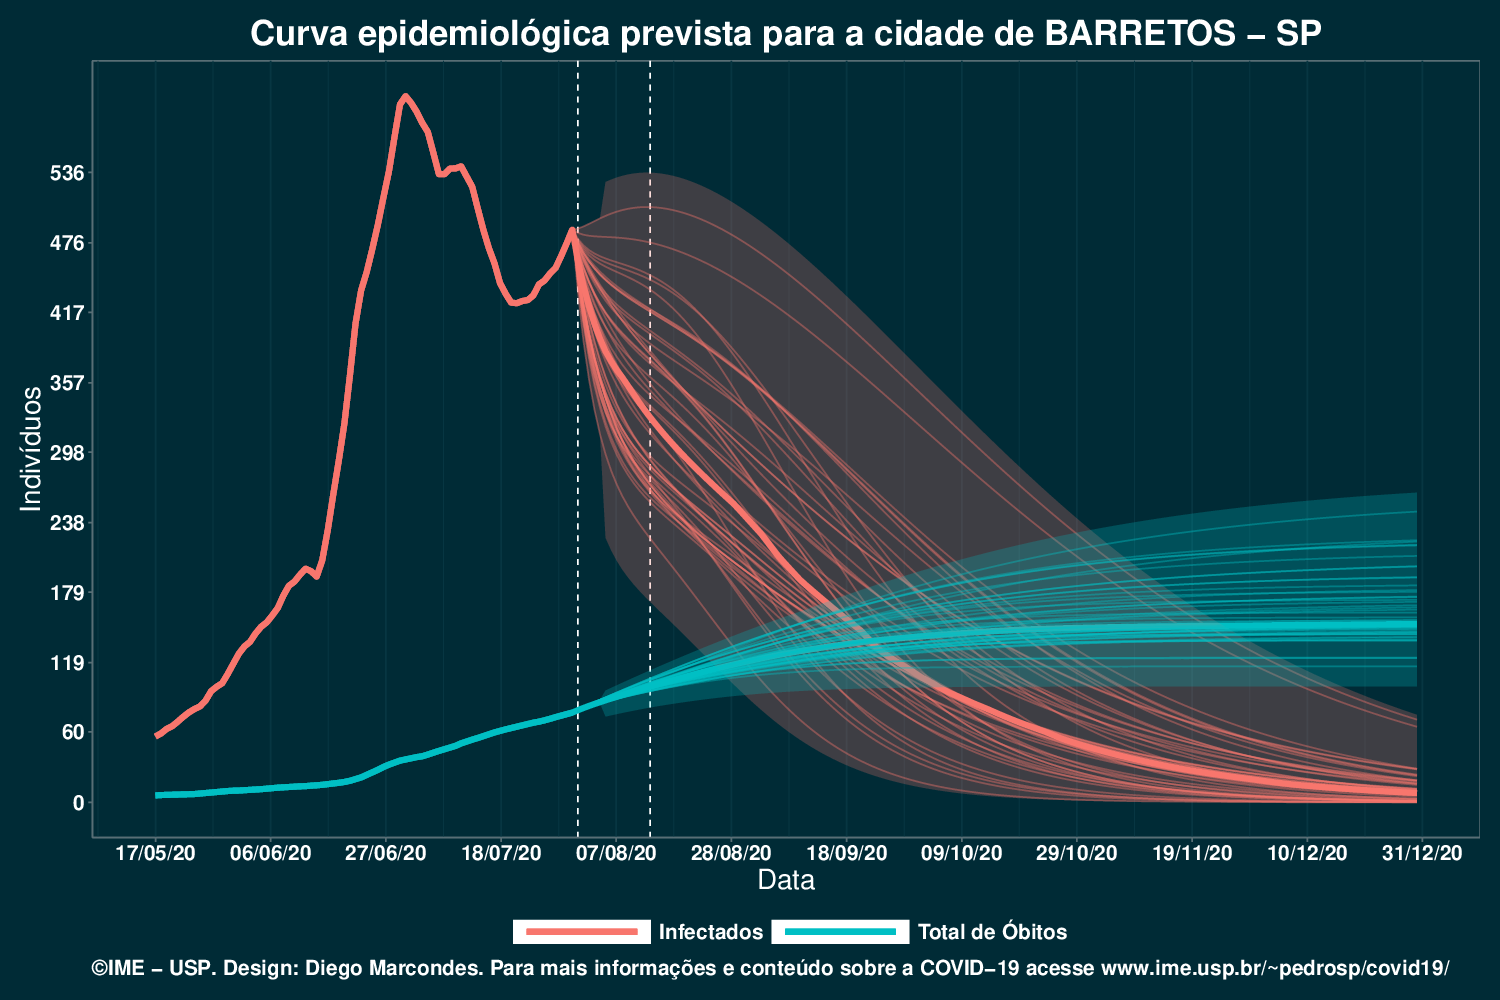 Curva epidemiológica prevista para a cidade de BARRETOS – SP
Indivíduos
536
476
417
357
298
238
179
119
60
0
17/05/20 06/06/20 27/06/20 18/07/20 07/08/20 28/08/20 18/09/20 09/10/20 29/10/20 19/11/20 10/12/20 31/12/20
Data
Infectados Total de Óbitos
©IME – USP. Design: Diego Marcondes. Para mais informações e conteúdo sobre a COVID–19 acesse www.ime.usp.br/~pedrosp/covid19/